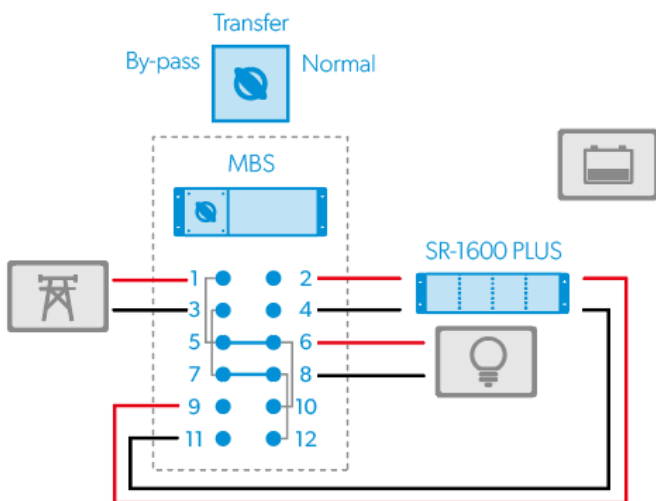 Transfer
By-pass
Normal
MBS
SR-1600 PLUS
1 2
3 4
5 6
7 8
9 10
11 12